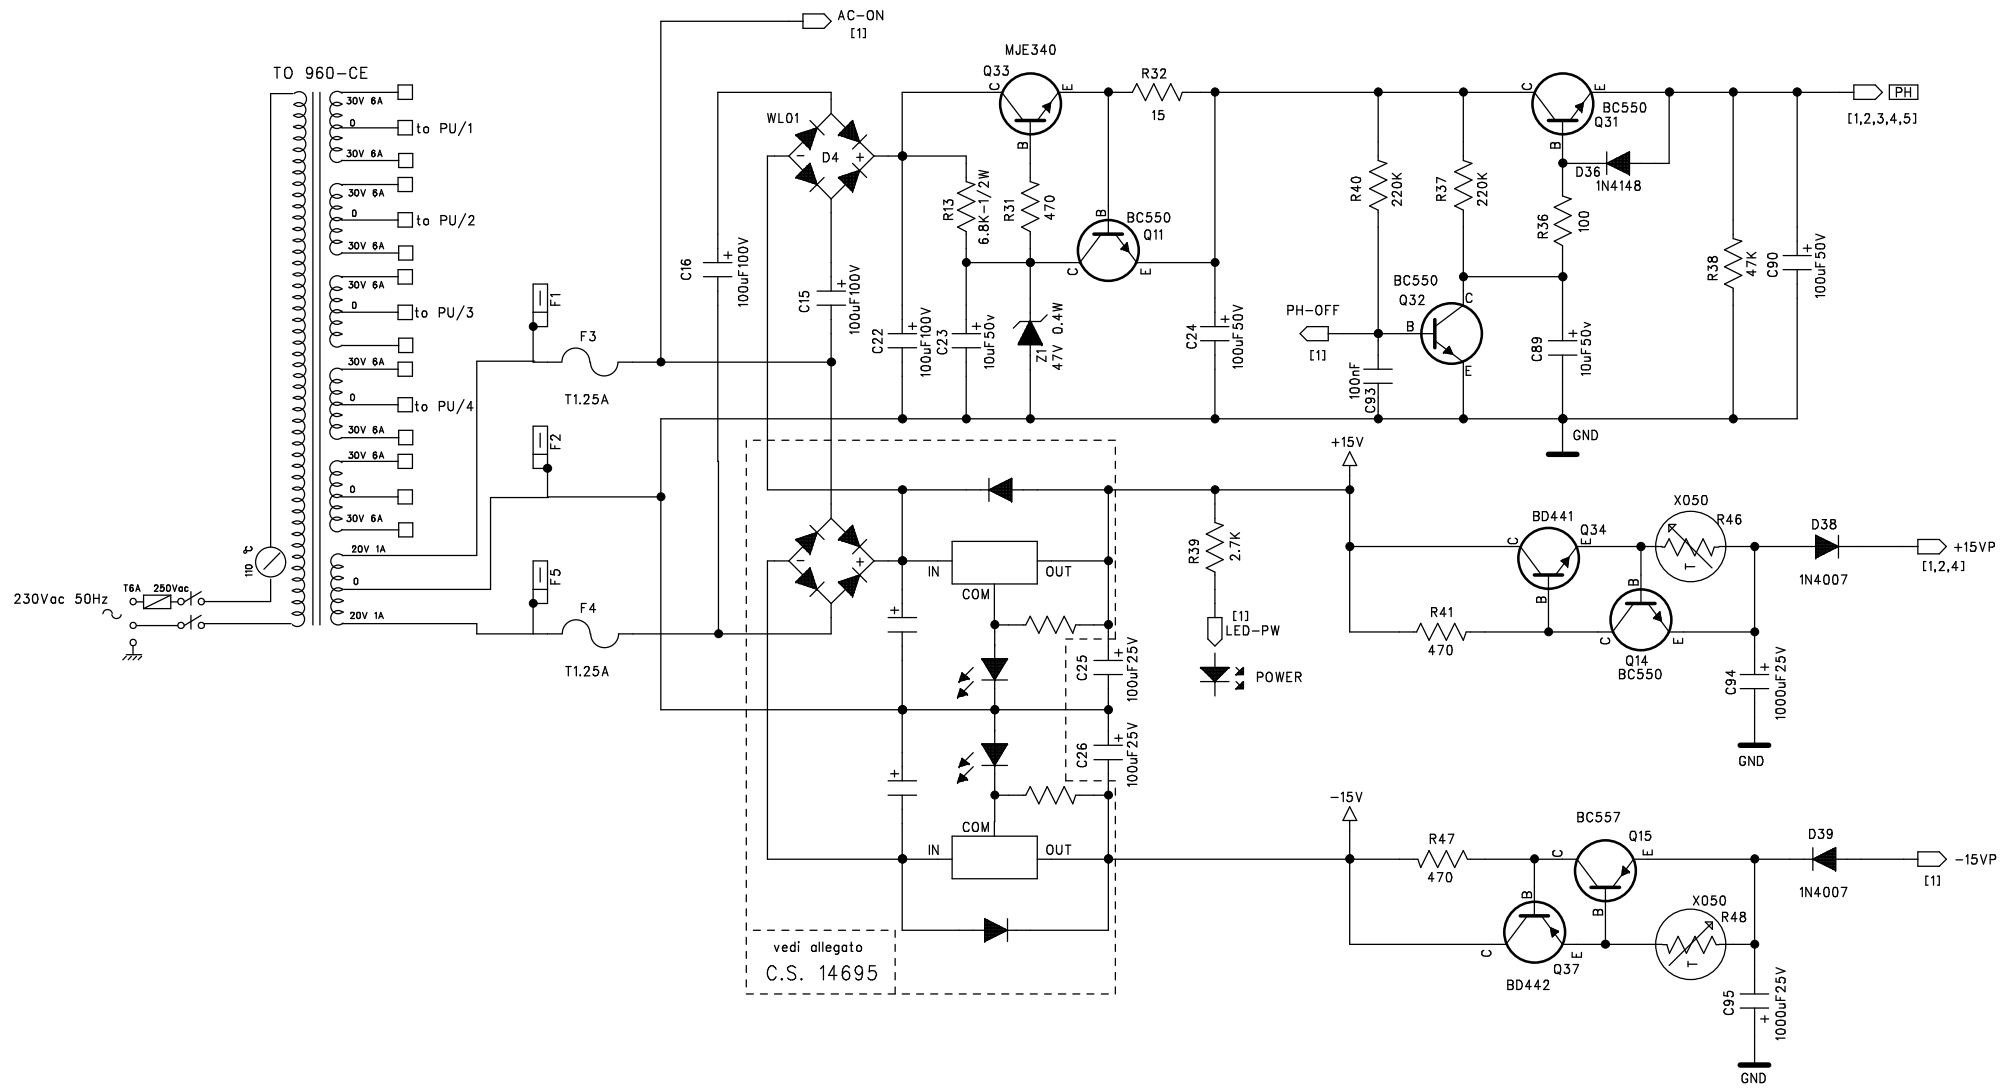 AC-ON
[1]
TO 960-CE
30V 6A
0
30V 6A
to PU/1
30V 6A
0
30V 6A
to PU/2
30V 6A
0
30V 6A
to PU/3
30V 6A
0
30V 6A
to PU/4
30V 6A
0
30V 6A
20V 1A
0
20V 1A
110 °C
T6A 250Vac
230Vac 50Hz
F1
F3
T1.25A
F2
F5
F4
T1.25A
C16
100uF100V
+
WL01
D4
-
+
C15
100uF100V
+
MJE340
Q33
C
E
B
R32
15
R13
6.8K-1/2W
R31
470
BC550
Q11
B
C
E
C22
100uF100V
+
C23
10uF50v
+
Z1
47V 0.4W
C24
100uF50V
+
R40
220K
R37
220K
BC550
Q32
B
C
E
PH-OFF
[1]
100nF
C93
C
E
B
BC550
Q31
D36
1N4148
R36
100
C89
10uF50v
+
GND
R38
47K
C90
100uF50V
+
PH
[1,2,3,4,5]
-
+
+
+
IN
OUT
COM
C25
100uF25V
+
C26
100uF25V
+
COM
IN
OUT
vedi allegato
C.S. 14695
R39
2.7K
[1]
LED-PW
POWER
+15V
BD441
Q34
C
E
B
R41
470
X050
R46
T
B
C
E
Q14
BC550
C94
1000uF25V
+
GND
D38
1N4007
+15VP
[1,2,4]
-15V
R47
470
BC557
Q15
C
E
B
B
C
E
Q37
BD442
X050
R48
T
C95
1000uF25V
+
GND
D39
1N4007
-15VP
[1]